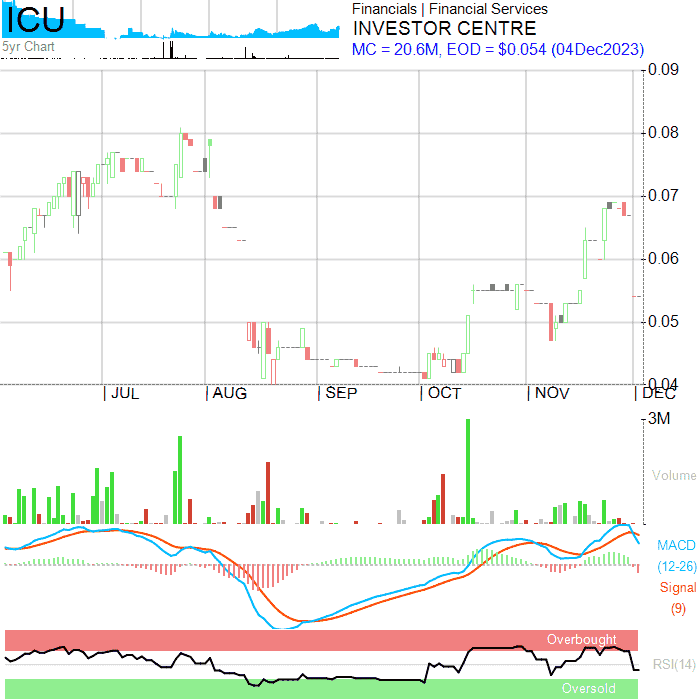 ICU
5yr Chart
Financials | Financial Services
INVESTOR CENTRE
MC = 20.6M, EOD = $0.054 (04Dec2023)
0.09
0.08
0.07
0.06
0.05
0.04
JUL
AUG
SEP
OCT
NOV
DEC
3M
Volume
MACD
(12-26)
Signal
(9)
Overbought
RSI(14)
Oversold